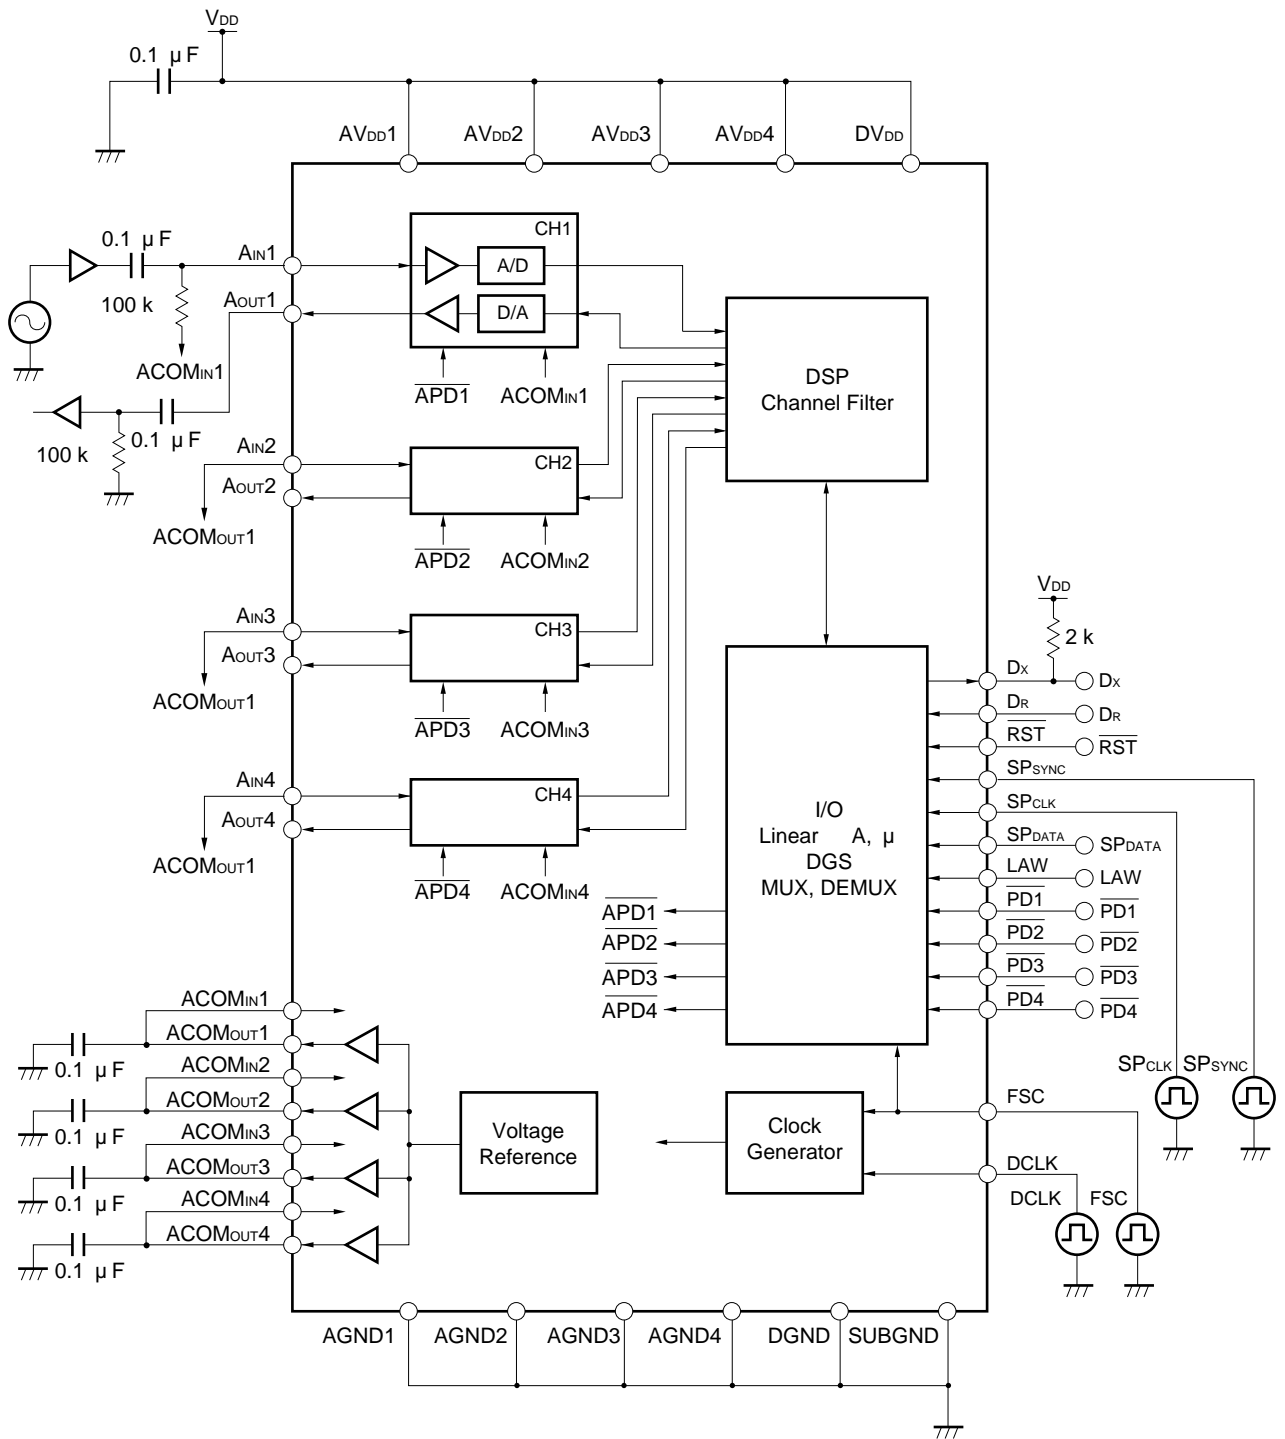 VDD
0.1 µF
AVDD1
AVDD2
AVDD3
AVDD4
DVDD
0.1 µF
AIN1
CH1
A/D
100 k
AOUT1
D/A
ACOMIN1
APD1
ACOMIN1
DSP
Channel Filter
0.1 µF
100 k
AIN2
CH2
AOUT2
ACOMOUT1
APD2
ACOMIN2
VDD
2 k
AIN3
CH3
AOUT3
ACOMOUT1
APD3
ACOMIN3
DX
DX
DR
DR
RST
RST
SPSYNC
AIN4
CH4
AOUT4
ACOMOUT1
APD4
ACOMIN4
I/O
Linear A, µ
DGS
MUX, DEMUX
SPCLK
SPDATA
SPDATA
LAW
LAW
APD1
PD1
PD1
APD2
PD2
PD2
APD3
PD3
PD3
APD4
PD4
PD4
ACOMIN1
ACOMOUT1
0.1 µF
ACOMIN2
ACOMOUT2
0.1 µF
ACOMIN3
ACOMOUT3
0.1 µF
ACOMIN4
ACOMOUT4
0.1 µF
Voltage
Reference
Clock
Generator
SPCLK
SPSYNC
FSC
DCLK
DCLK
FSC
AGND1
AGND2
AGND3
AGND4
DGND
SUBGND